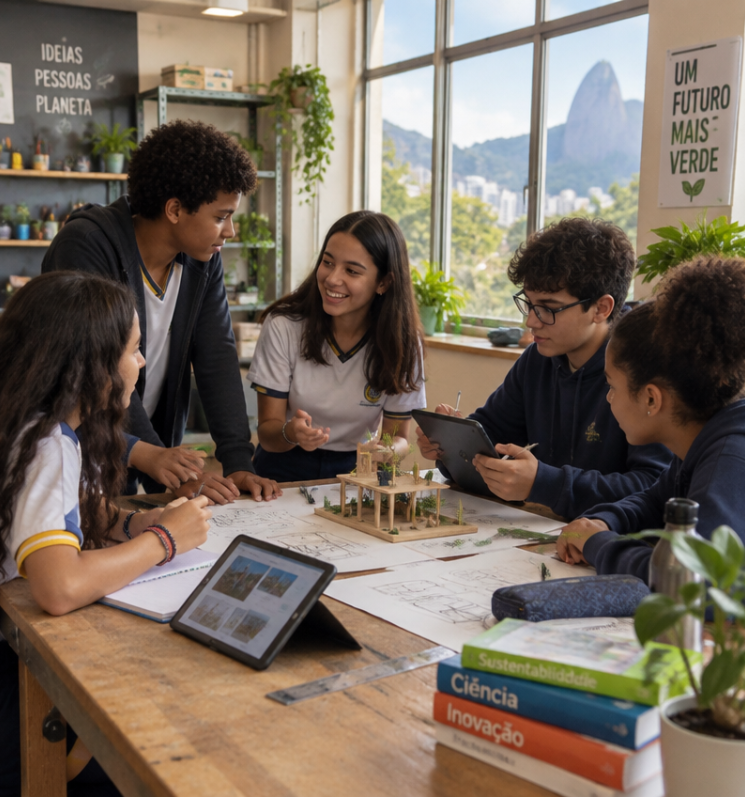 IDEIAS
PESSOAS
PLANETA
UM
FUTURO
MAIS
VERDE
Sustentabilidade
Ciência
Inovação